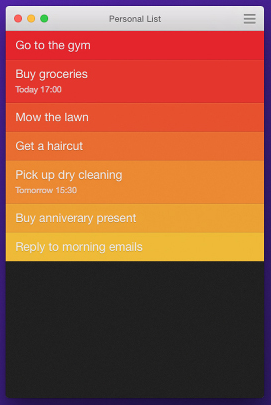 Personal List
Go to the gym
Buy groceries
Today 17:00
Mow the lawn
Get a haircut
Pick up dry cleaning
Tomorrow 15:30
Buy anniverary present
Reply to morning emails